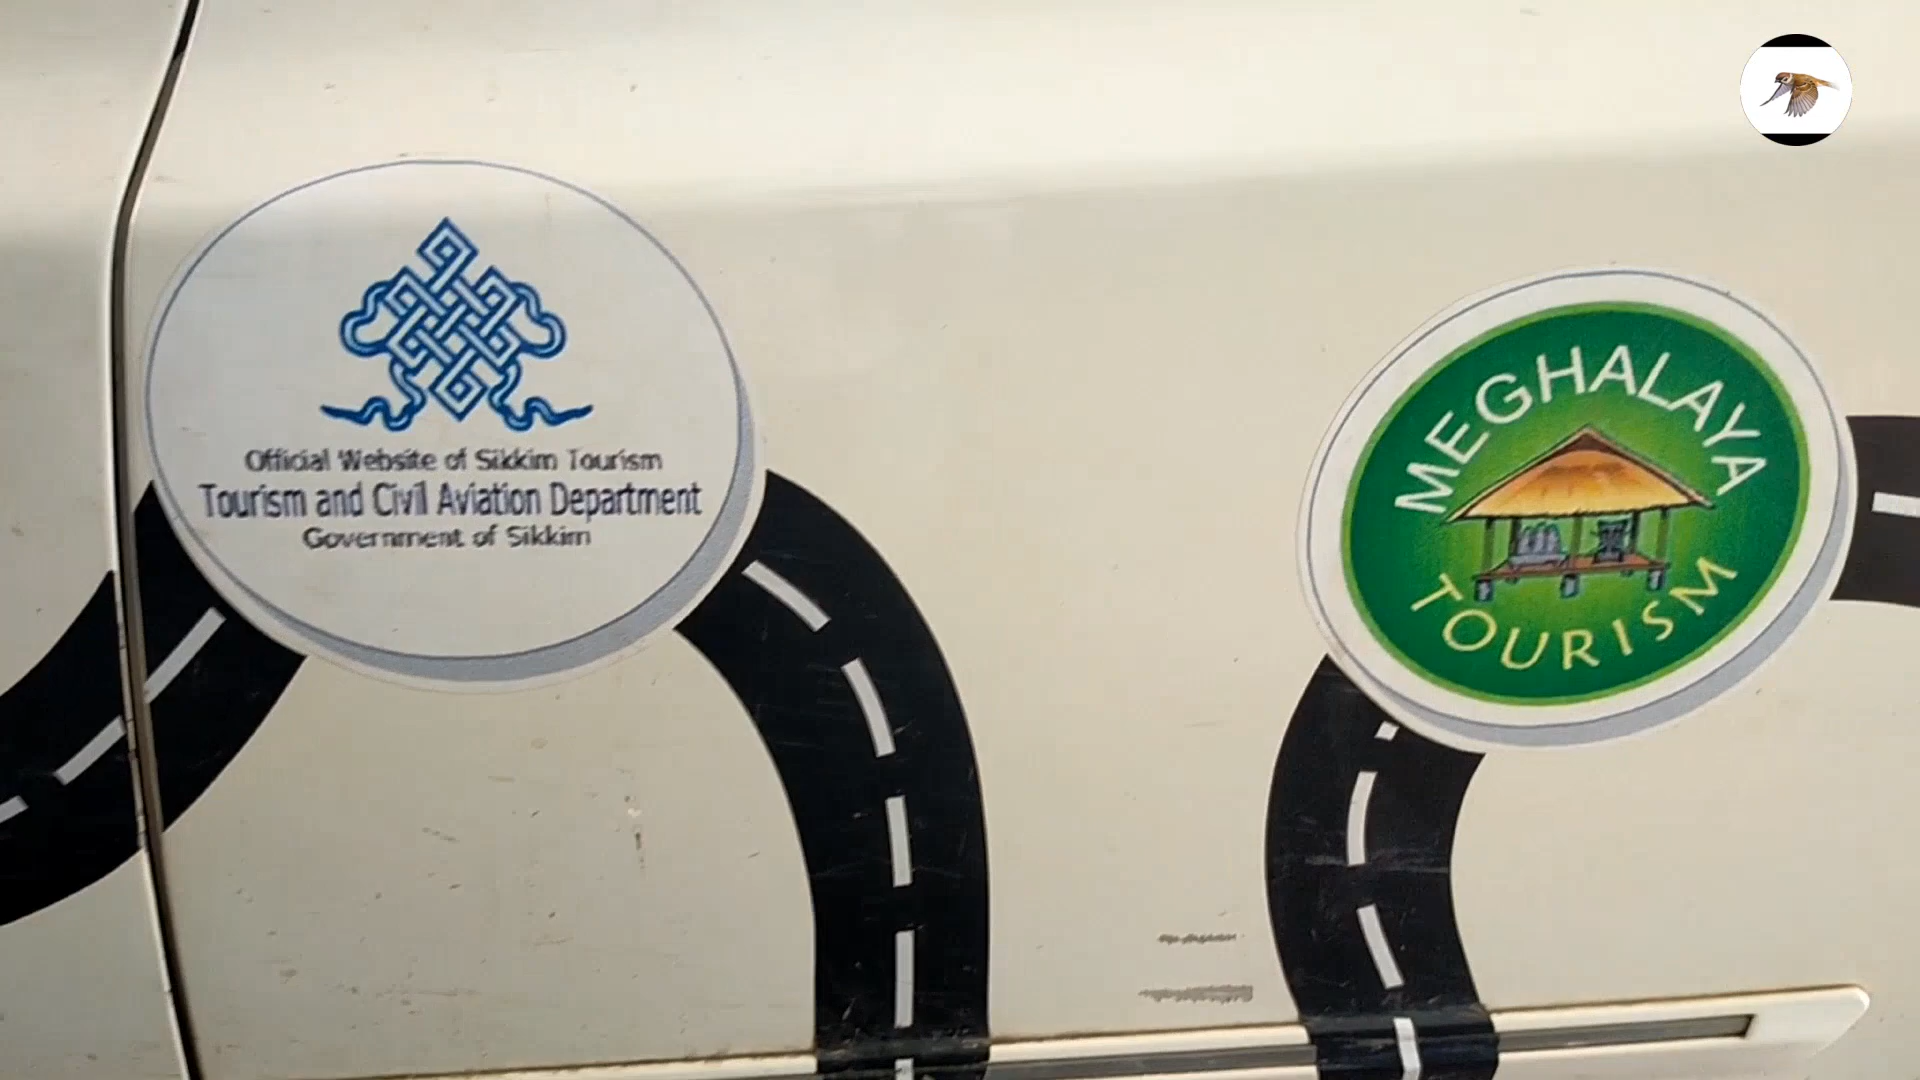 Official Website of Sikkim Tourism
Tourism and Civil Aviation Department
Government of Sikkim
MEGHALAYA
TOURISM